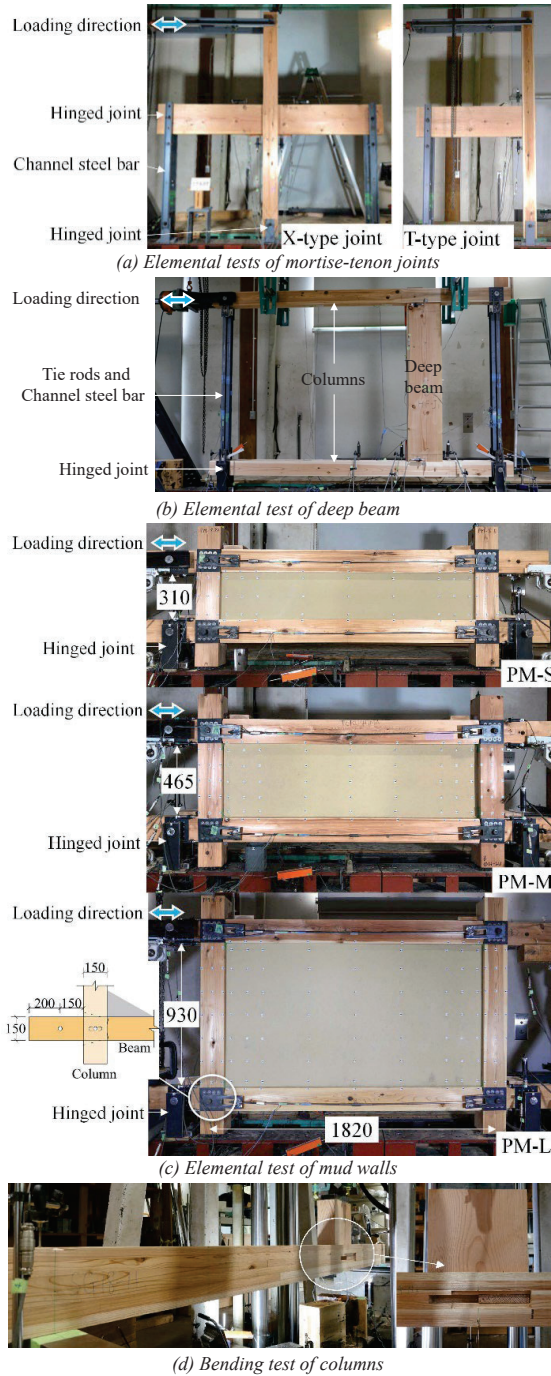 Loading direction
Hinged joint
Channel steel bar
Hinged joint
X-type joint
T-type joint
(a) Elemental tests of mortise-tenon joints
Loading direction
Tie rods and
Channel steel bar
Columns
Deep
beam
Hinged joint
(b) Elemental test of deep beam
Loading direction
310
Hinged joint
PM-S
Loading direction
465
Hinged joint
PM-M
Loading direction
150
200 150
150
930
Beam
Column
Hinged joint
1820
PM-L
(c) Elemental test of mud walls
(d) Bending test of columns